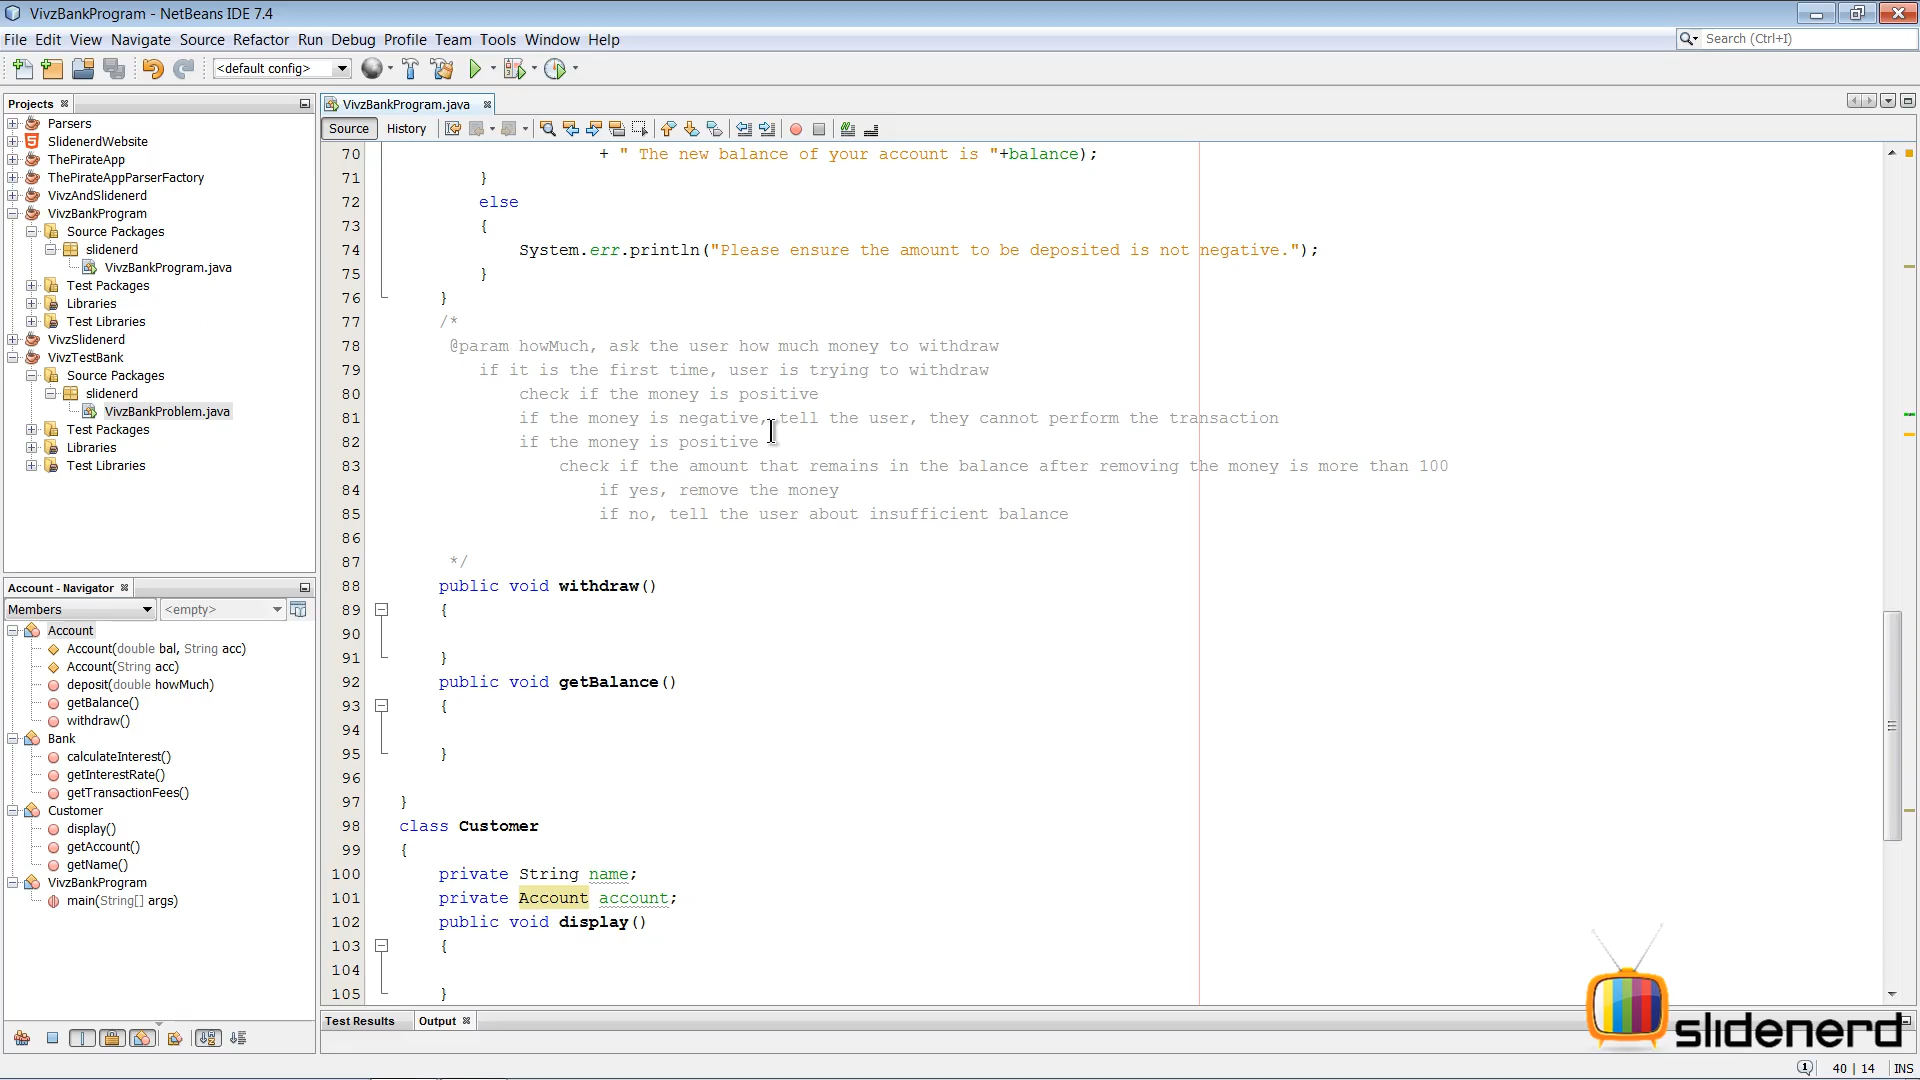 VivzBankProgram - NetBeans IDE 7.4
File Edit View Navigate Source Refactor Run Debug Profile Team Tools Window Help
Search (Ctrl+I)
<default config>
Projects
Parsers
SlidenerdWebsite
ThePirateApp
ThePirateAppParserFactory
VivzAndSlidenerd
VivzBankProgram
Source Packages
slidenerd
VivzBankProgram.java
Test Packages
Libraries
Test Libraries
VivzSlidenerd
VivzTestBank
Source Packages
slidenerd
VivzBankProblem.java
Test Packages
Libraries
Test Libraries
Account - Navigator
Members <empty>
Account
Account(double bal, String acc)
Account(String acc)
deposit(double howMuch)
getBalance()
withdraw()
Bank
calculateInterest()
getInterestRate()
getTransactionFees()
Customer
display()
getAccount()
getName()
VivzBankProgram
main(String[] args)
VivzBankProgram.java
Source History
70 + " The new balance of your account is "+balance);
71 }
72 else
73 {
74 System.err.println("Please ensure the amount to be deposited is not negative.");
75 }
76 }
77 /*
78 @param howMuch, ask the user how much money to withdraw
79 if it is the first time, user is trying to withdraw
80 check if the money is positive
81 if the money is negative, tell the user, they cannot perform the transaction
82 if the money is positive
83 check if the amount that remains in the balance after removing the money is more than 100
84 if yes, remove the money
85 if no, tell the user about insufficient balance
86
87 */
88 public void withdraw()
89 {
90
91 }
92 public void getBalance()
93 {
94
95 }
96
97 }
98 class Customer
99 {
100 private String name;
101 private Account account;
102 public void display()
103 {
104
105 }
Test Results Output
slidenerd
40 | 14 INS